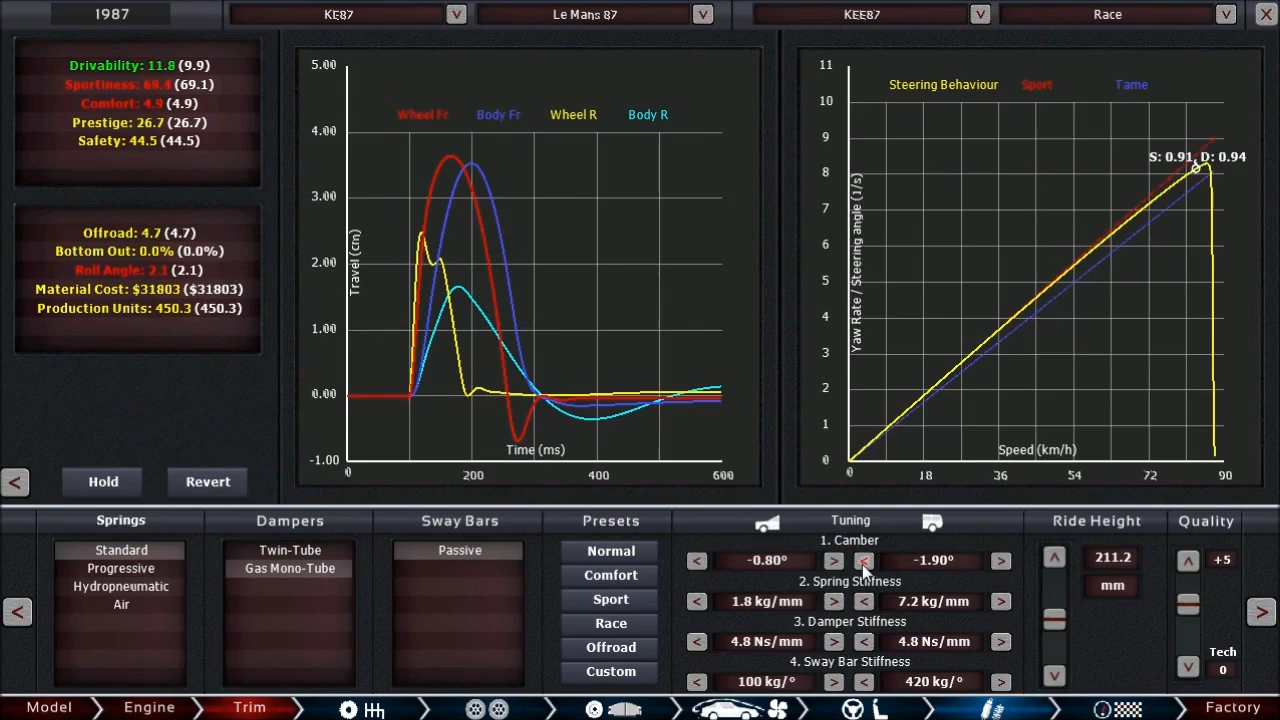 1987
KE87 v
Le Mans 87 v
KEE87 v
Race v X
Drivability: 11.8 (9.9)
Sportiness: 68.4 (69.1)
Comfort: 4.9 (4.9)
Prestige: 26.7 (26.7)
Safety: 44.5 (44.5)
Offroad: 4.7 (4.7)
Bottom Out: 0.0% (0.0%)
Roll Angle: 2.1 (2.1)
Material Cost: $31803 ($31803)
Production Units: 450.3 (450.3)
< Hold Revert
5.00
4.00
3.00
2.00
1.00
0.00
-1.00
Wheel Fr Body Fr Wheel R Body R
Travel (cm)
Time (ms)
0 200 400 600
11
10
9
8
7
6
5
4
3
2
1
0
Steering Behaviour Sport Tame
S: 0.91, D: 0.94
Yaw Rate / Steering angle (1/s)
Speed (km/h)
0 18 36 54 72 90
Springs
Standard
Progressive
Hydropneumatic
Air
Dampers
Twin-Tube
Gas Mono-Tube
Sway Bars
Passive
Presets
Normal
Comfort
Sport
Race
Offroad
Custom
Tuning
1. Camber
< -0.80° > < -1.90° >
2. Spring Stiffness
< 1.8 kg/mm > < 7.2 kg/mm >
3. Damper Stiffness
< 4.8 Ns/mm > < 4.8 Ns/mm >
4. Sway Bar Stiffness
< 100 kg/° > < 420 kg/° >
Ride Height
211.2
mm
Quality
+5
Tech
0
< >
Model Engine Trim Factory